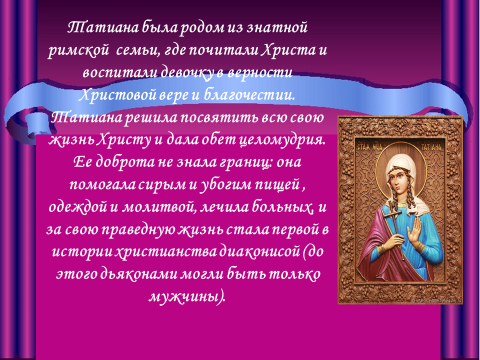 Татиана была родом из знатной
римской семьи, где почитали Христа и
воспитали девочку в верности
Христовой вере и благочестии.
Татиана решила посвятить всю свою
жизнь Христу и дала обет целомудрия.
Ее доброта не знала границ: она
помогала сирым и убогим пищей ,
одеждой и молитвой, лечила больных, и
за свою праведную жизнь стала первой в
истории христианства диаконисой (до
этого дьяконами могли быть только
мужчины).
ТАТIАНА